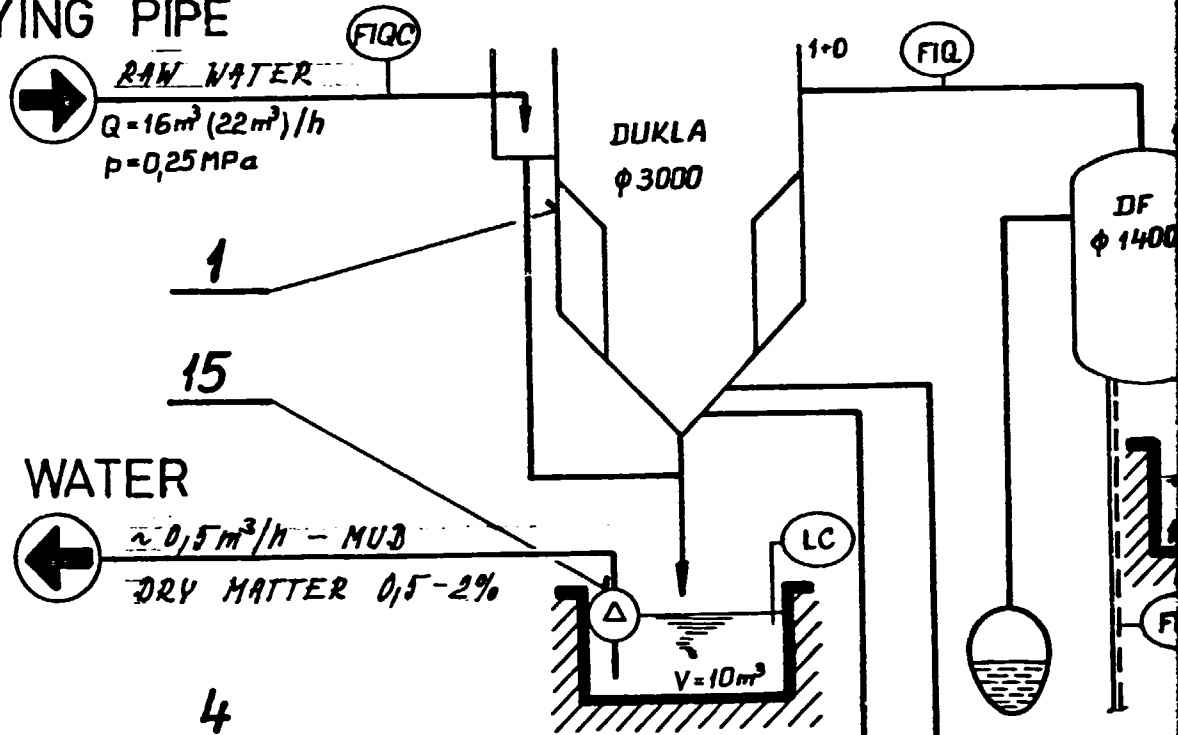 YING PIPE
FIQC
RAW WATER
Q=16m³(22m³)/h
p=0,25MPa
1÷0
FIQ
DUKLA
ϕ3000
DF
ϕ1400
1
15
WATER
~0,5m³/h - MUD
DRY MATTER 0,5-2%
LC
V=10m³
4